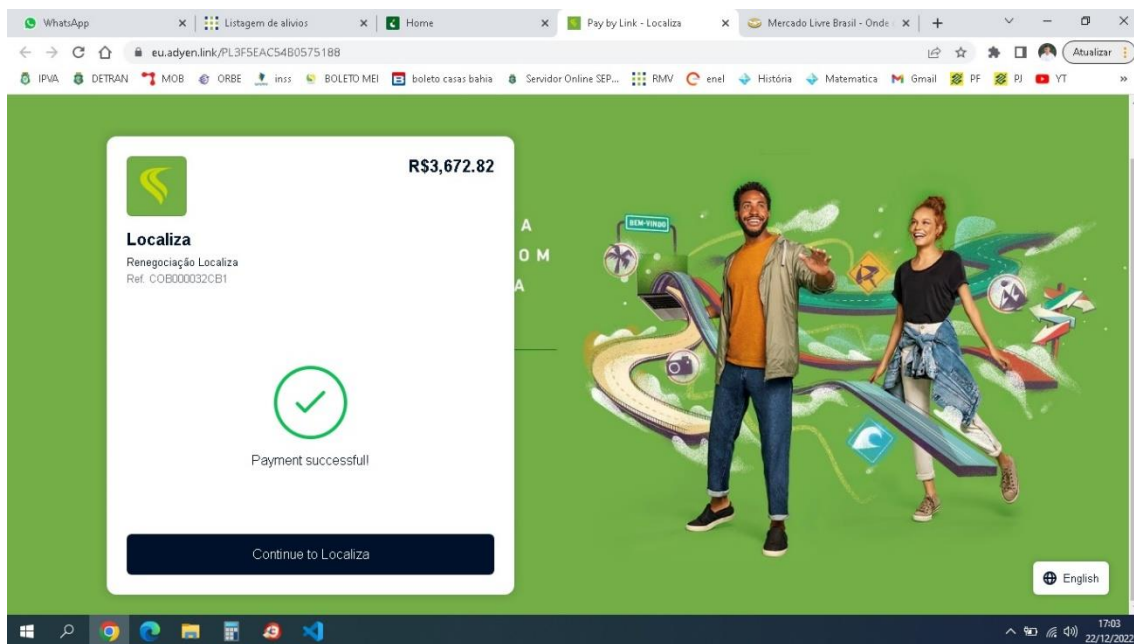 WhatsApp
Listagem de alivios
Home
Pay by Link - Localiza
Mercado Livre Brasil - Onde
eu.adyen.link/PL3F5EAC54B0575188
Atualizar
IPVA DETRAN MOB ORBE inss BOLETO MEI boleto casas bahia Servidor Online SEP... RMV enel História Matematica Gmail PF PJ YT »
R$3,672.82
Localiza
Renegociação Localiza
Ref. COB000032CB1
Payment successful!
Continue to Localiza
A
OM
A
BEM-VINDO
English
17:03
22/12/2022